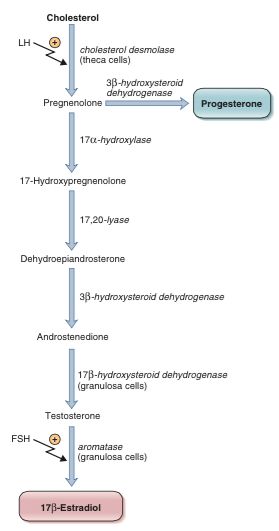 Cholesterol
LH
+
cholesterol desmolase
(theca cells)
3β-hydroxysteroid
dehydrogenase
Pregnenolone
Progesterone
17α-hydroxylase
17-Hydroxypregnenolone
17,20-lyase
Dehydroepiandrosterone
3β-hydroxysteroid dehydrogenase
Androstenedione
17β-hydroxysteroid dehydrogenase
(granulosa cells)
Testosterone
FSH
+
aromatase
(granulosa cells)
17β-Estradiol